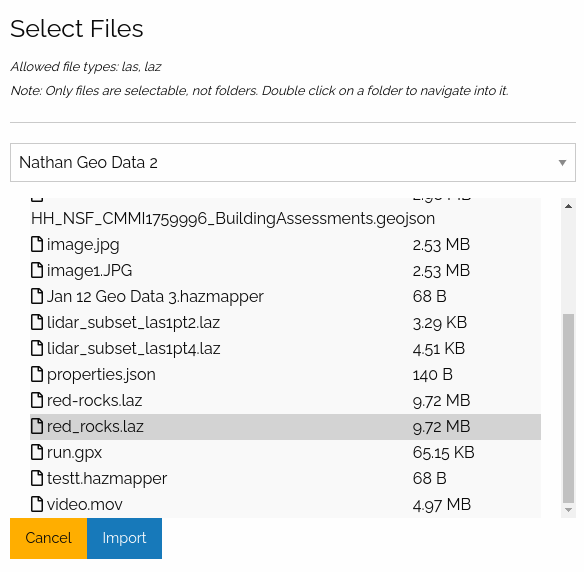 Select Files
Allowed file types: las, laz
Note: Only files are selectable, not folders. Double click on a folder to navigate into it.
Nathan Geo Data 2
HH_NSF_CMMI1759996_BuildingAssessments.geojson
image.jpg 2.53 MB
image1.JPG 2.53 MB
Jan 12 Geo Data 3.hazmapper 68 B
lidar_subset_las1pt2.laz 3.29 KB
lidar_subset_las1pt4.laz 4.51 KB
properties.json 140 B
red-rocks.laz 9.72 MB
red_rocks.laz 9.72 MB
run.gpx 65.15 KB
testt.hazmapper 68 B
video.mov 4.97 MB
Cancel Import